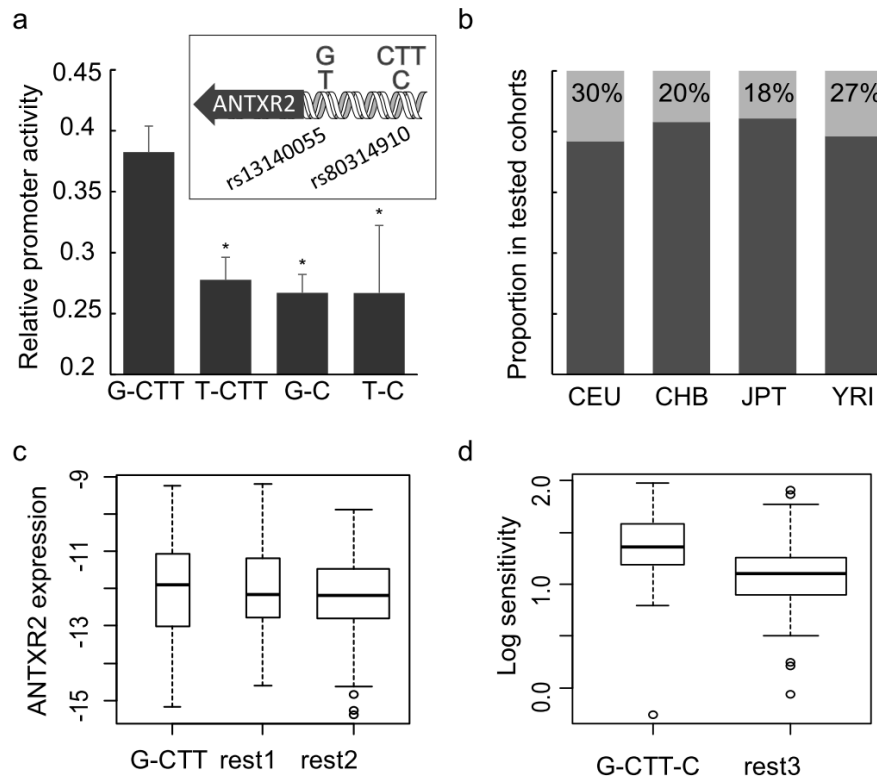 a
Relative promoter activity
0.45
0.4
0.35
0.3
0.25
0.2
G CTT
T C
ANTXR2
rs13140055 rs80314910
* * *
G-CTT T-CTT G-C T-C
b
Proportion in tested cohorts
30% 20% 18% 27%
CEU CHB JPT YRI
c
ANTXR2 expression
-9
-11
-13
-15
G-CTT rest1 rest2
d
Log sensitivity
2.0
1.0
0.0
G-CTT-C rest3